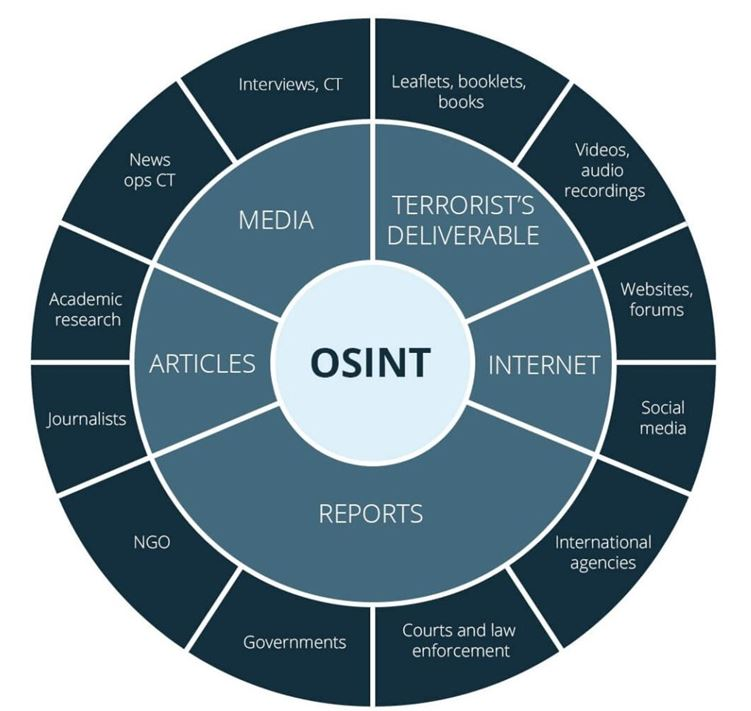 Interviews, CT
Leaflets, booklets,
books
News
ops CT
Videos,
audio
recordings
MEDIA
TERRORIST'S
DELIVERABLE
Academic
research
Websites,
forums
ARTICLES
OSINT
INTERNET
Journalists
Social
media
REPORTS
NGO
International
agencies
Governments
Courts and law
enforcement